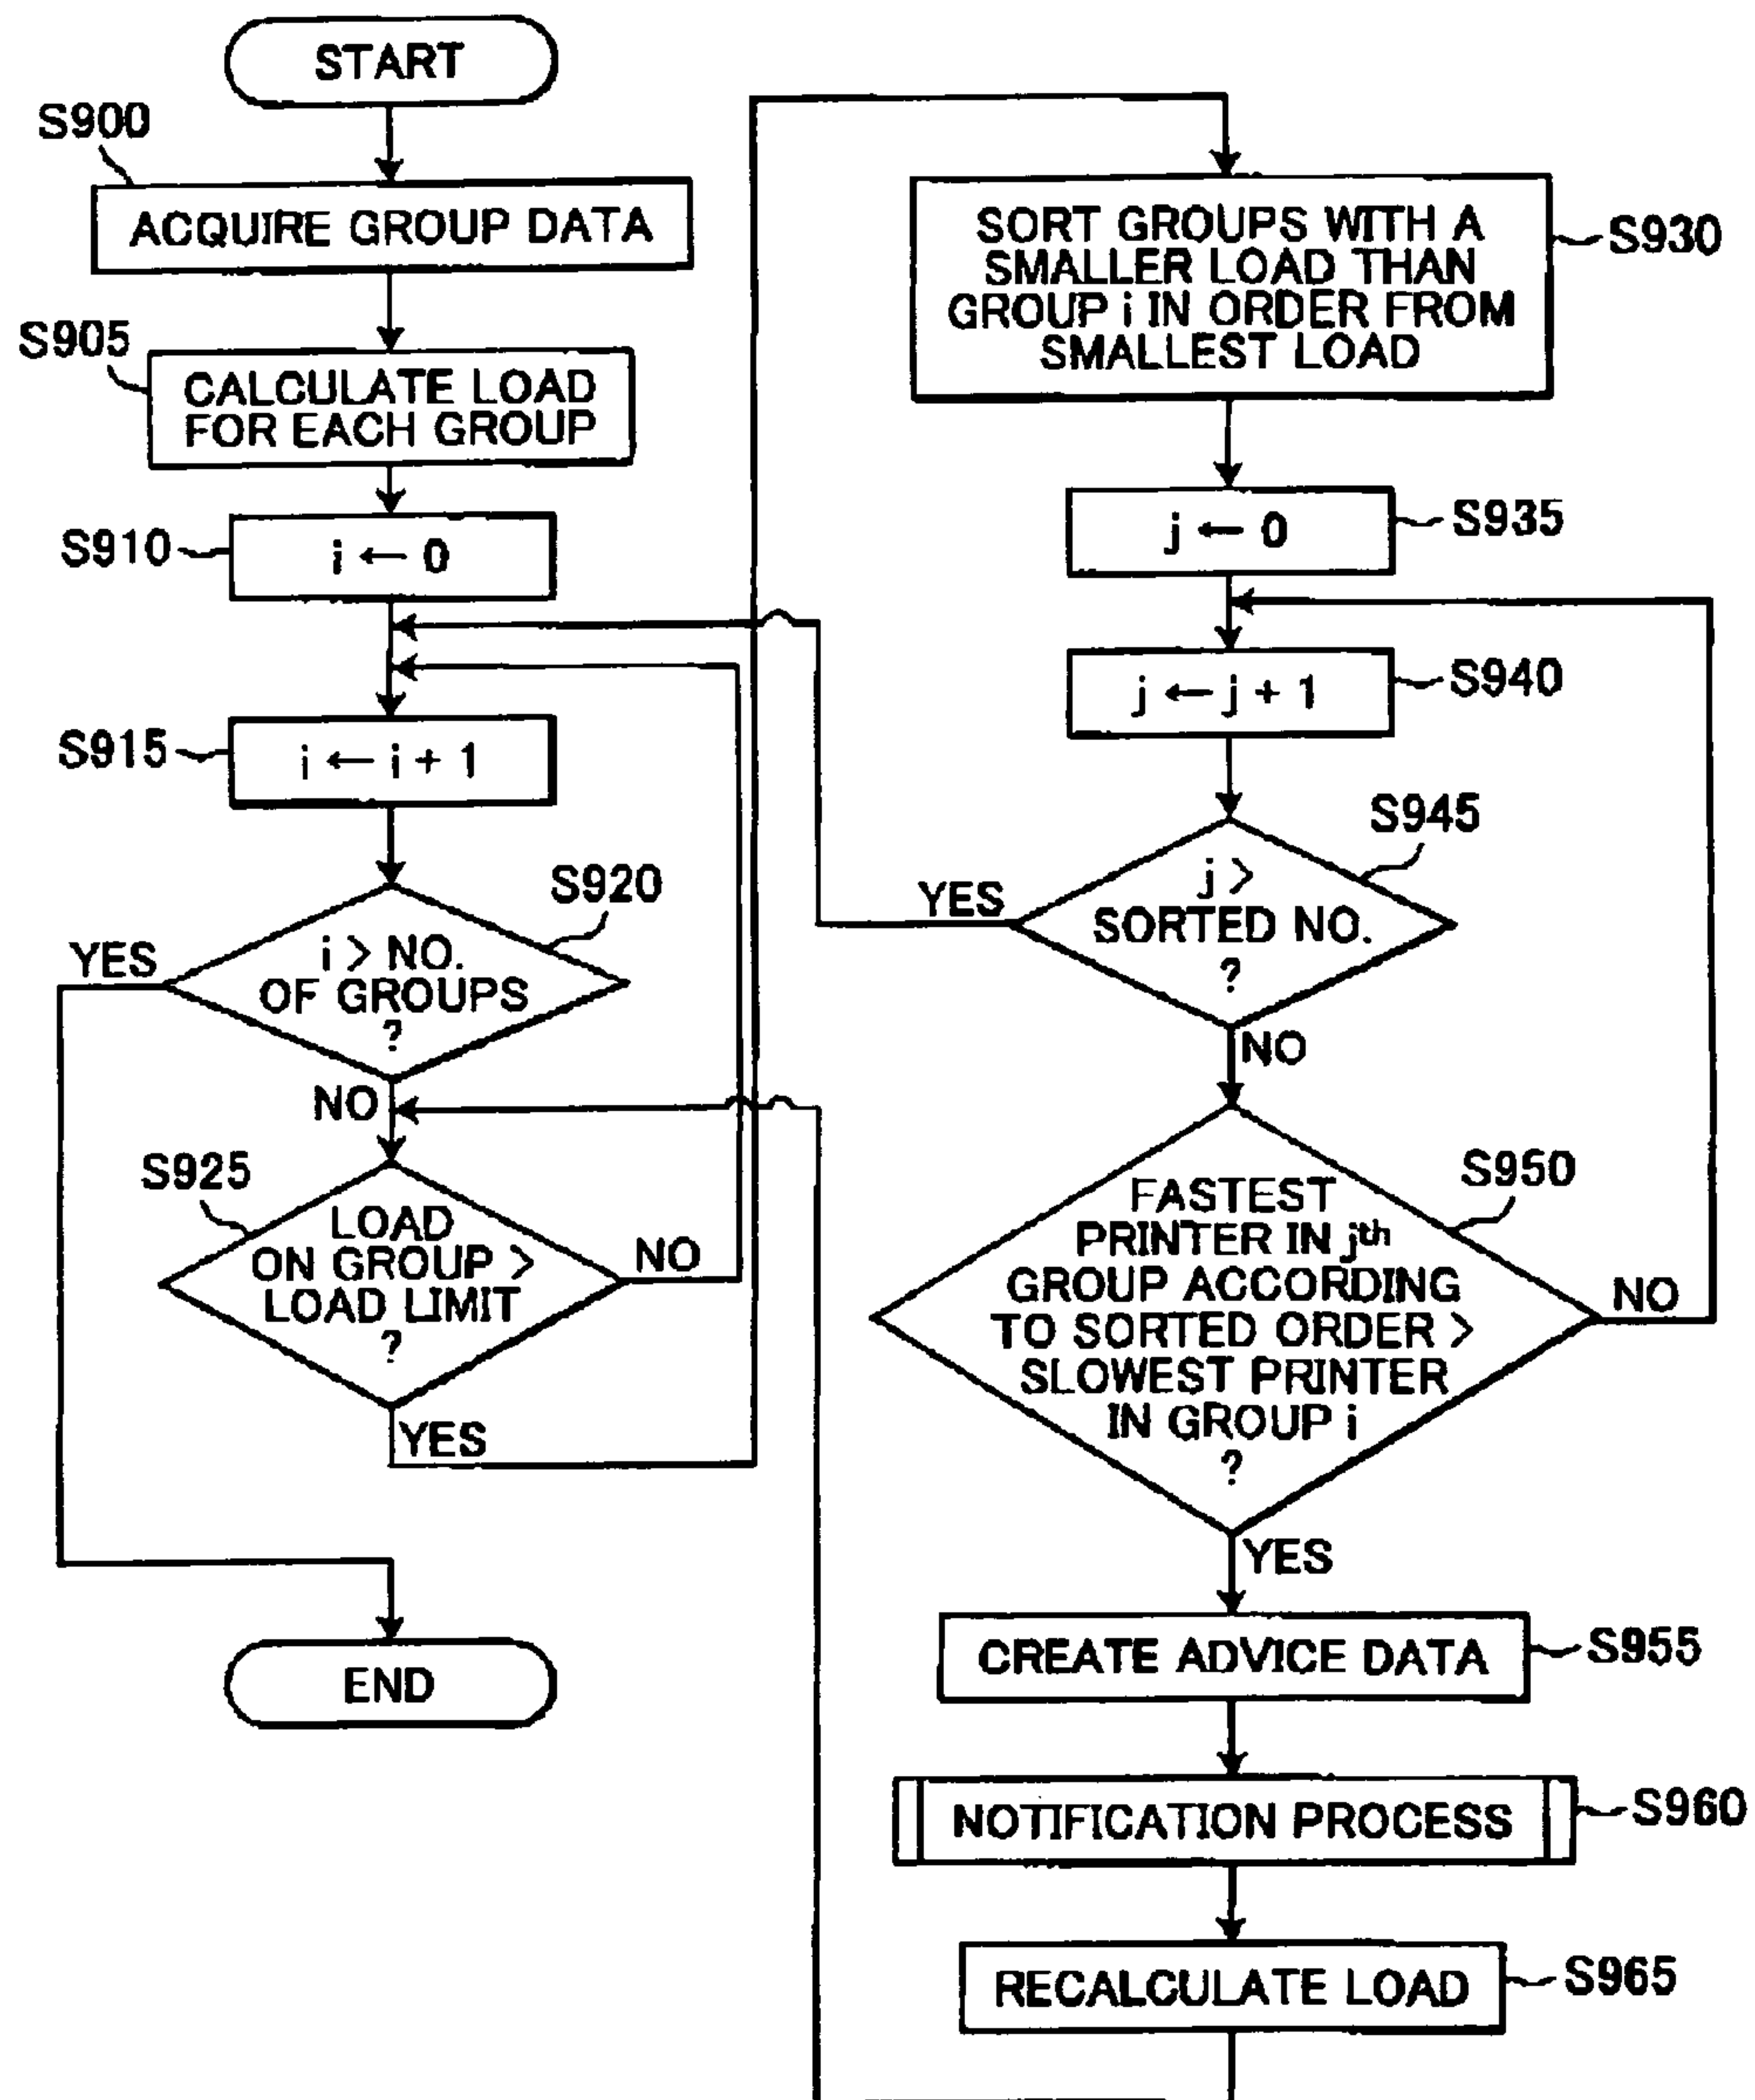 START
S900
ACQUIRE GROUP DATA
S905
CALCULATE LOAD
FOR EACH GROUP
S910
i ← 0
S915
i ← i + 1
S920
i > NO.
OF GROUPS
?
YES
NO
S925
LOAD
ON GROUP >
LOAD LIMIT
?
NO
YES
END
SORT GROUPS WITH A
SMALLER LOAD THAN
GROUP i IN ORDER FROM
SMALLEST LOAD
S930
j ← 0
S935
j ← j + 1
S940
S945
j >
SORTED NO.
?
YES
NO
S950
FASTEST
PRINTER IN jth
GROUP ACCORDING
TO SORTED ORDER >
SLOWEST PRINTER
IN GROUP i
?
NO
YES
CREATE ADVICE DATA
S955
NOTIFICATION PROCESS
S960
RECALCULATE LOAD
S965